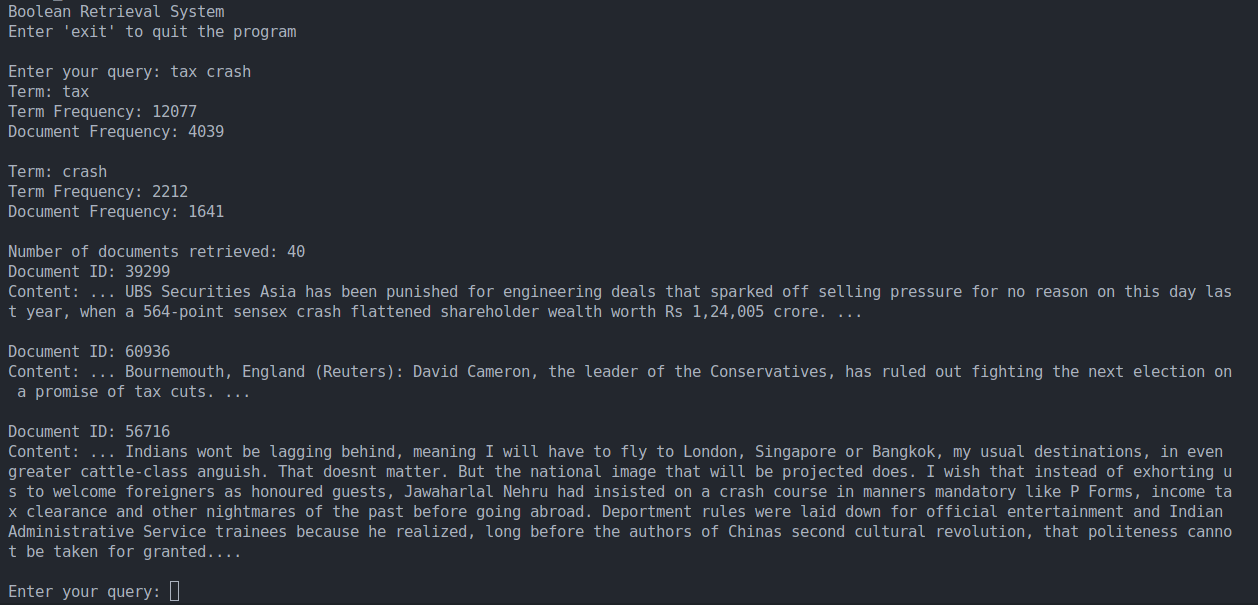 Boolean Retrieval System
Enter 'exit' to quit the program
Enter your query: tax crash
Term: tax
Term Frequency: 12077
Document Frequency: 4039
Term: crash
Term Frequency: 2212
Document Frequency: 1641
Number of documents retrieved: 40
Document ID: 39299
Content: ... UBS Securities Asia has been punished for engineering deals that sparked off selling pressure for no reason on this day las
t year, when a 564-point sensex crash flattened shareholder wealth worth Rs 1,24,005 crore. ...
Document ID: 60936
Content: ... Bournemouth, England (Reuters): David Cameron, the leader of the Conservatives, has ruled out fighting the next election on
 a promise of tax cuts. ...
Document ID: 56716
Content: ... Indians wont be lagging behind, meaning I will have to fly to London, Singapore or Bangkok, my usual destinations, in even
greater cattle-class anguish. That doesnt matter. But the national image that will be projected does. I wish that instead of exhorting u
s to welcome foreigners as honoured guests, Jawaharlal Nehru had insisted on a crash course in manners mandatory like P Forms, income ta
x clearance and other nightmares of the past before going abroad. Deportment rules were laid down for official entertainment and Indian
Administrative Service trainees because he realized, long before the authors of Chinas second cultural revolution, that politeness canno
t be taken for granted....
Enter your query: